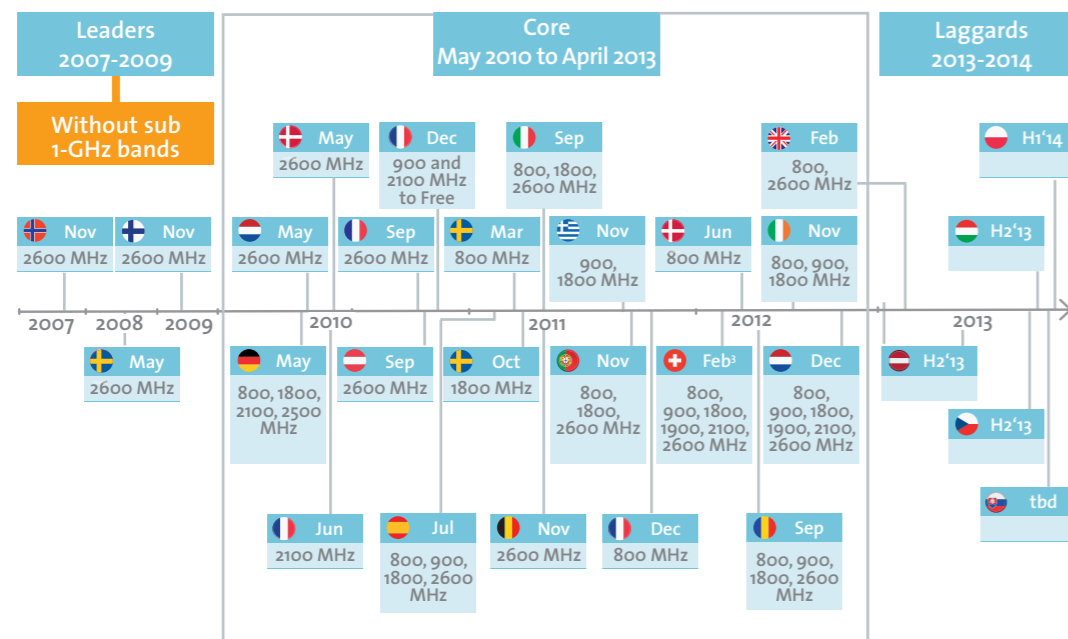 Leaders
2007-2009
Core
May 2010 to April 2013
Laggards
2013-2014
Without sub
1-GHz bands
May
2600 MHz
Dec
900 and
2100 MHz
to Free
Sep
800, 1800,
2600 MHz
Feb
800,
2600 MHz
H1‘14
Nov
2600 MHz
Nov
2600 MHz
May
2600 MHz
Sep
2600 MHz
Mar
800 MHz
Nov
900,
1800 MHz
Jun
800 MHz
Nov
800, 900,
1800 MHz
H2‘13
2007
2008
2009
2010
2011
2012
2013
May
2600 MHz
May
800, 1800,
2100, 2500
MHz
Sep
2600 MHz
Oct
1800 MHz
Nov
800,
1800,
2600 MHz
Feb³
800,
900, 1800,
1900, 2100,
2600 MHz
Dec
800,
900, 1800,
1900, 2100,
2600 MHz
H2‘13
H2‘13
tbd
Jun
2100 MHz
Jul
800, 900,
1800, 2600
MHz
Nov
2600 MHz
Dec
800 MHz
Sep
800, 900,
1800, 2600
MHz